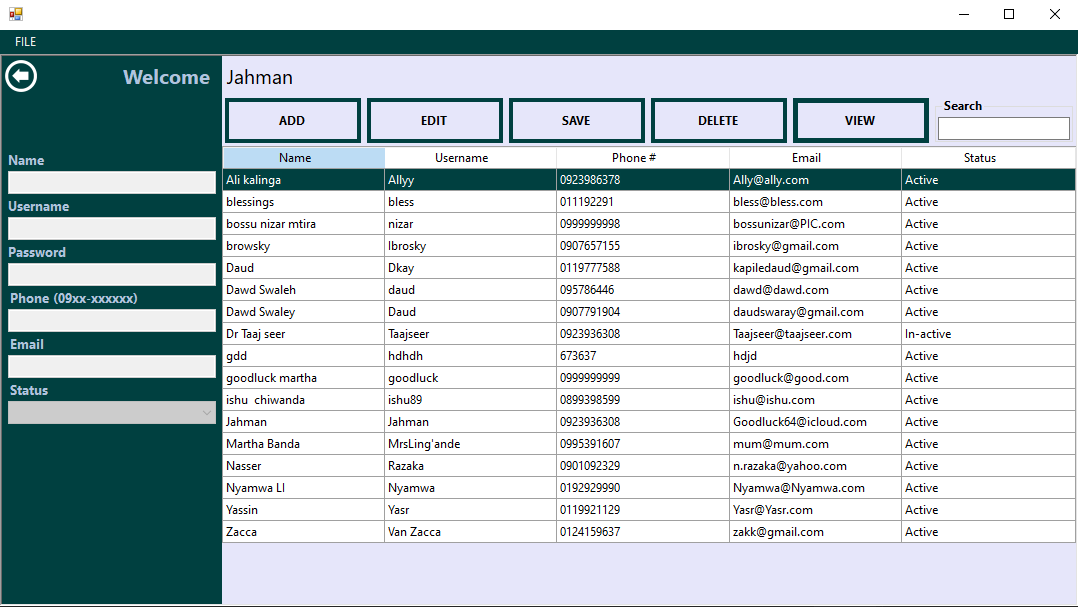 FILE
Welcome Jahman
ADD EDIT SAVE DELETE VIEW Search
Name
Username
Password
Phone (09xx-xxxxxx)
Email
Status
Name Username Phone # Email Status
Ali kalinga Allyy 0923986378 Ally@ally.com Active
blessings bless 011192291 bless@bless.com Active
bossu nizar mtira nizar 0999999998 bossunizar@PIC.com Active
browsky Ibrosky 0907657155 ibrosky@gmail.com Active
Daud Dkay 0119777588 kapiledaud@gmail.com Active
Dawd Swaleh daud 095786446 dawd@dawd.com Active
Dawd Swaley Daud 0907791904 daudswaray@gmail.com Active
Dr Taaj seer Taajseer 0923936308 Taajseer@taajseer.com In-active
gdd hdhdh 673637 hdjd Active
goodluck martha goodluck 0999999999 goodluck@good.com Active
ishu  chiwanda ishu89 0899398599 ishu@ishu.com Active
Jahman Jahman 0923936308 Goodluck64@icloud.com Active
Martha Banda MrsLing'ande 0995391607 mum@mum.com Active
Nasser Razaka 0901092329 n.razaka@yahoo.com Active
Nyamwa LI Nyamwa 0192929990 Nyamwa@Nyamwa.com Active
Yassin Yasr 0119921129 Yasr@Yasr.com Active
Zacca Van Zacca 0124159637 zakk@gmail.com Active